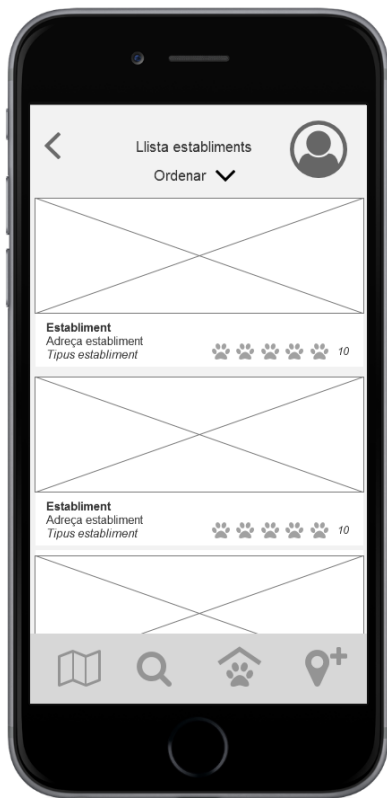 Llista establiments
Ordenar
Establiment
Adreça establiment
Tipus establiment
10
Establiment
Adreça establiment
Tipus establiment
10